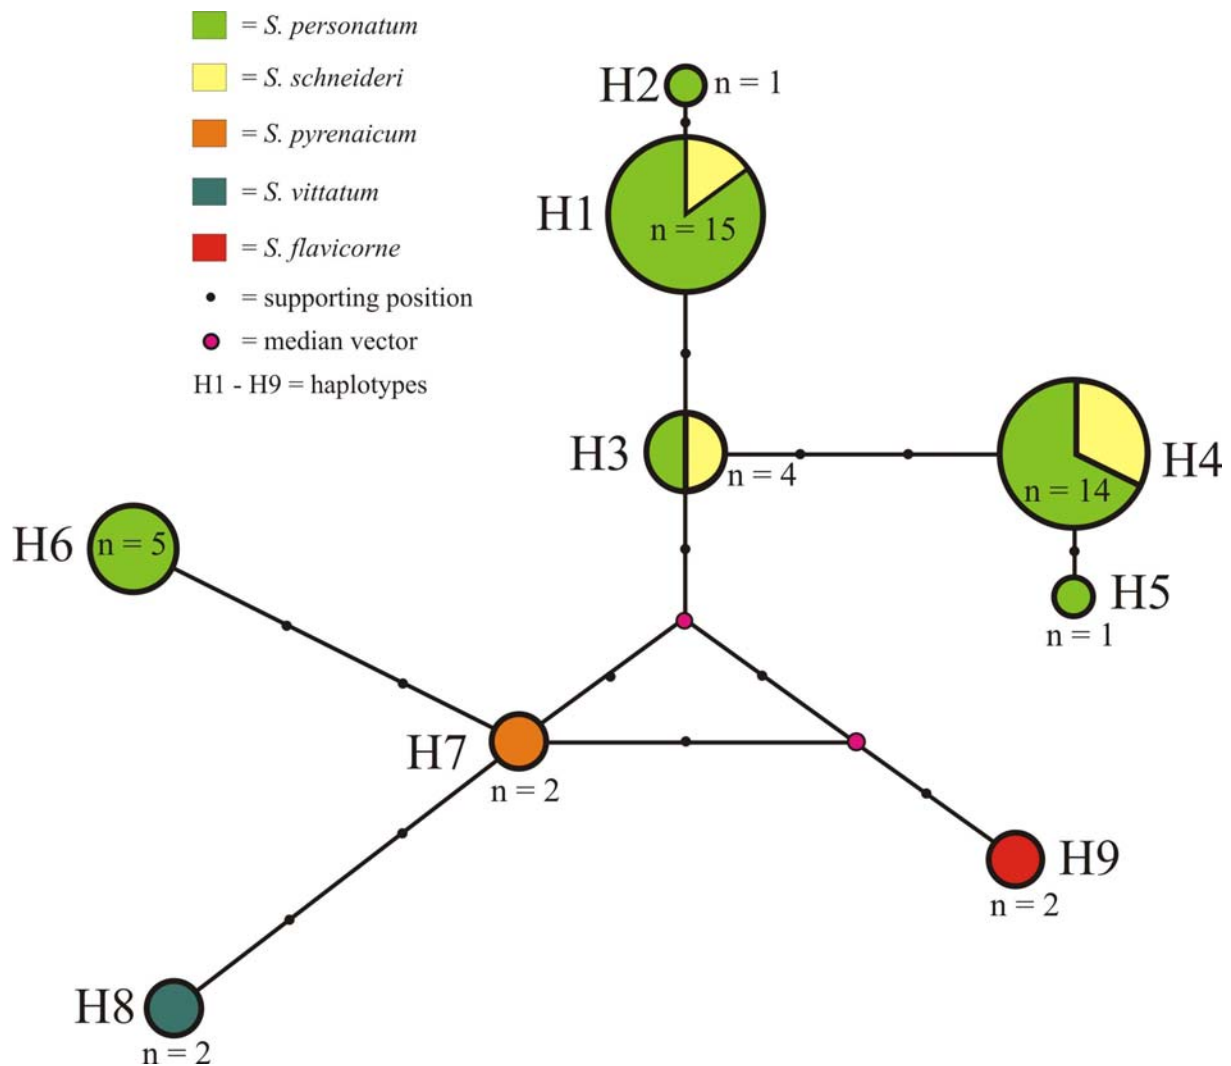 = S. personatum
= S. schneideri
= S. pyrenaicum
= S. vittatum
= S. flavicorne
= supporting position
= median vector
H1 - H9 = haplotypes
H2 n = 1
H1
n = 15
H3
n = 4
H4
n = 14
H5
n = 1
H6 n = 5
H7
n = 2
H9
n = 2
H8
n = 2